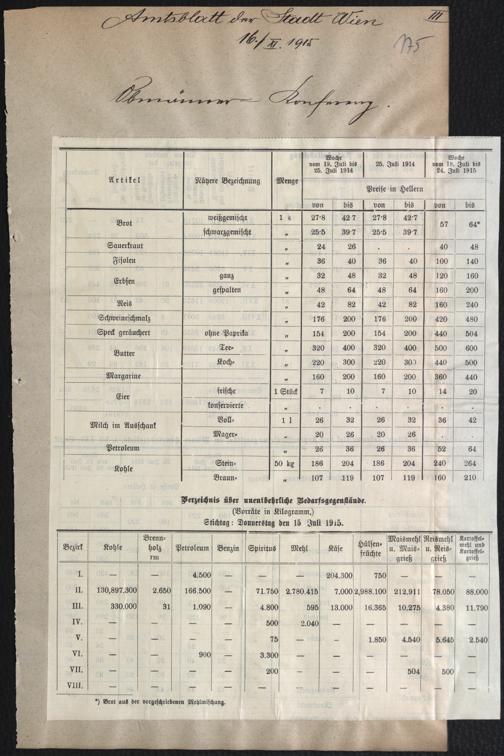 Amtsblatt der Stadt Wien
III
16./XI. 1915
175
Obmänner-Konferenz.
Artikel | Nähere Bezeichnung | Menge | Woche vom 19. Juli bis 25. Juli 1914 | 25. Juli 1914 | Woche vom 18. Juli bis 24. Juli 1915
Preise in Hellern
von | bis | von | bis | von | bis
Brot | weißgemischt | 1 k | 27·8 | 42·7 | 27·8 | 42·7 | 57 | 64*
schwarzgemischt | „ | 25·5 | 39·7 | 25·5 | 39·7
Sauerkraut | „ | 24 | 26 | . | . | 40 | 48
Fisolen | „ | 36 | 40 | 36 | 40 | 100 | 140
Erbsen | ganz | „ | 32 | 48 | 32 | 48 | 120 | 160
gespalten | „ | 48 | 64 | 48 | 64 | 160 | 200
Reis | „ | 42 | 82 | 42 | 82 | 160 | 240
Schweineschmalz | „ | 176 | 200 | 176 | 200 | 420 | 480
Speck geräuchert | ohne Paprika | „ | 154 | 200 | 154 | 200 | 440 | 504
Butter | Tee- | „ | 320 | 400 | 320 | 400 | 500 | 600
Koch- | „ | 220 | 300 | 220 | 300 | 440 | 500
Margarine | „ | 160 | 200 | 160 | 200 | 360 | 440
Eier | frische | 1 Stück | 7 | 10 | 7 | 10 | 14 | 20
konservierte | „ | . | . | . | . | . | .
Milch im Ausschank | Voll- | 1 l | 26 | 32 | 26 | 32 | 36 | 42
Mager- | „ | 20 | 26 | 20 | 26 | . | .
Petroleum | „ | 26 | 36 | 26 | 36 | 52 | 64
Kohle | Stein- | 50 kg | 186 | 204 | 186 | 204 | 240 | 264
Braun- | „ | 107 | 119 | 107 | 119 | 160 | 210
Verzeichnis über unentbehrliche Bedarfsgegenstände.
(Vorräte in Kilogramm.)
Stichtag: Donnerstag den 15 Juli 1915.
Bezirk | Kohle | Brennholz rm | Petroleum | Benzin | Spiritus | Mehl | Käse | Hülsenfrüchte | Maismehl u. Maisgrieß | Reismehl u. Reisgrieß | Kartoffelmehl und Kartoffelgrieß
I. | — | — | 4.500 | — | — | — | 204.300 | 750 | — | — | —
II. | 130,897.300 | 2.650 | 166.500 | — | 71.750 | 2,780.415 | 7.000 | 2,988.100 | 212.911 | 78.050 | 88.000
III. | 330.000 | 31 | 1.090 | — | 4.800 | 595 | 13.000 | 16.365 | 10.275 | 4.380 | 11.790
IV. | — | — | — | — | 500 | 2.040 | — | — | — | — | —
V. | — | — | — | — | 75 | — | — | 1.850 | 4.540 | 5.645 | 2.540
VI. | — | — | 900 | — | 3.300 | — | — | — | — | — | —
VII. | — | — | — | — | 200 | — | — | — | 504 | 500 | —
VIII. | — | — | — | — | — | — | — | — | — | — | —
*) Brot aus der vorgeschriebenen Mehlmischung.